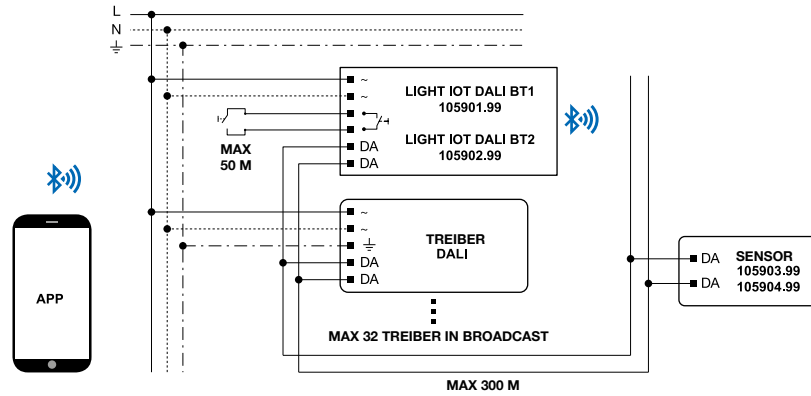 L
N
~
~
LIGHT IOT DALI BT1
105901.99
LIGHT IOT DALI BT2
105902.99
DA
DA
MAX
50 M
~
~
DA
DA
TREIBER
DALI
MAX 32 TREIBER IN BROADCAST
DA
DA
SENSOR
105903.99
105904.99
APP
MAX 300 M